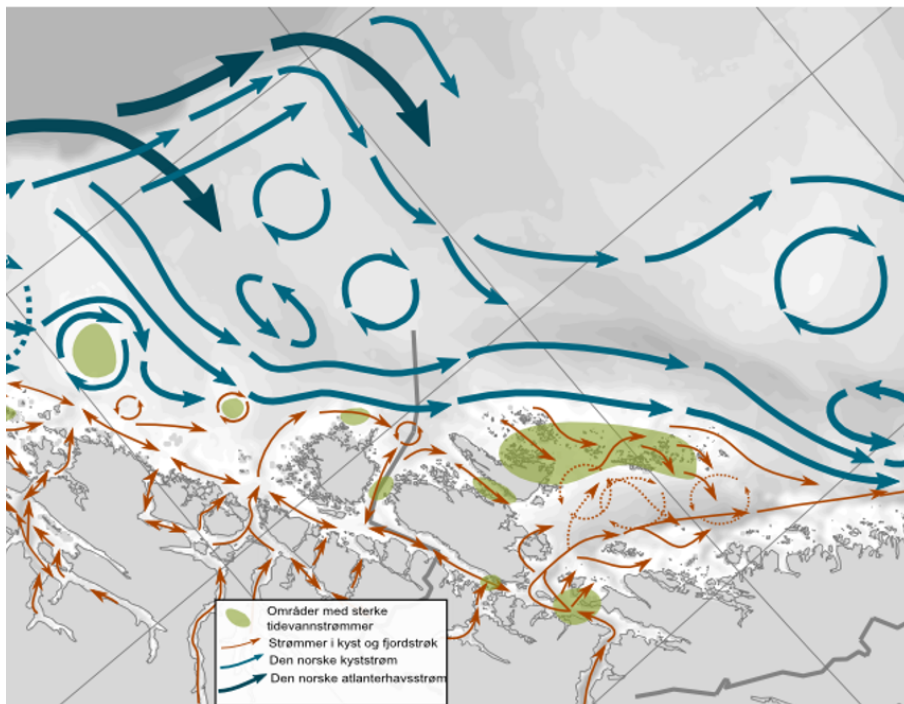 Områder med sterke
tidevannstrømmer
Strømmer i kyst og fjordstrøk
Den norske kyststrøm
Den norske atlanterhavsstrøm